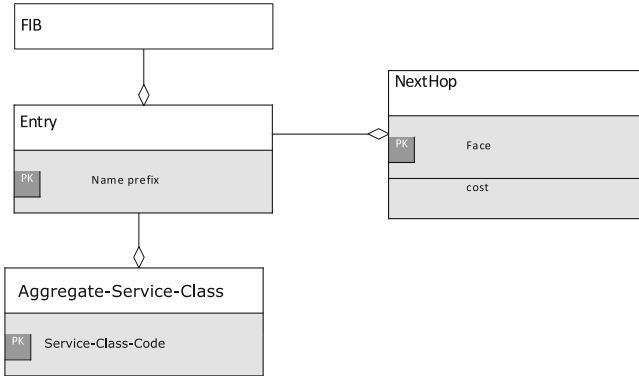 FIB
Entry
PK
Name prefix
NextHop
PK
Face
cost
Aggregate-Service-Class
PK
Service-Class-Code